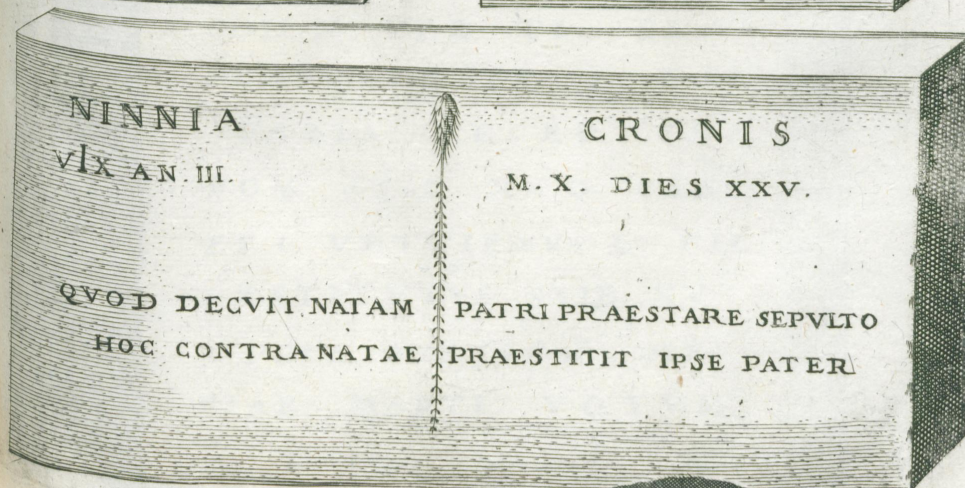 NINNIA CRONIS
VIX AN. III. M. X. DIES XXV.
QVOD DECVIT NATAM PATRI PRAESTARE SEPVLTO
HOC CONTRA NATAE PRAESTITIT IPSE PATER